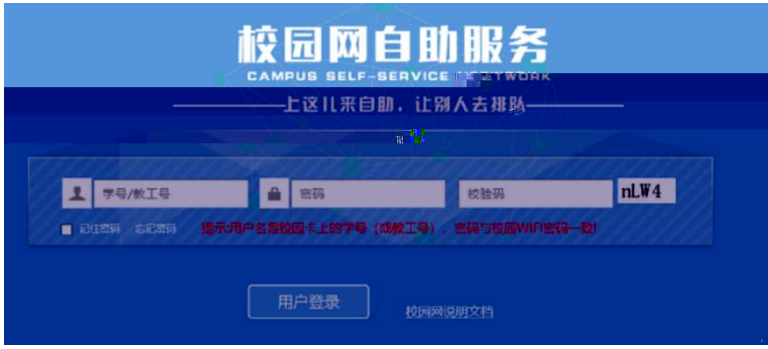 校园网自助服务
CAMPUS SELF-SERVICE NETWORK
上这儿来自助，让别人去排队
学号/教工号 密码 校验码 nLW4
记住密码 忘记密码 提示:用户名是校园卡上的学号（或教工号），密码与校园WIFI密码一致!
用户登录 校园网说明文档